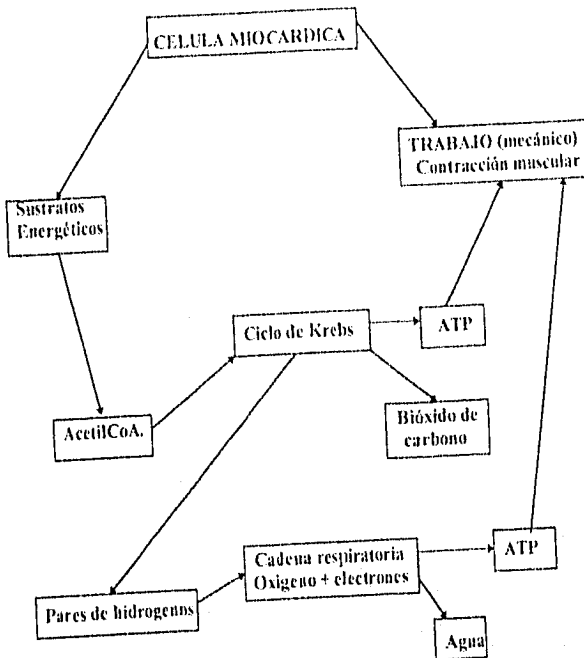 CELULA MIOCARDICA
TRABAJO (mecánico)
Contracción muscular
Sustratos
Energéticos
Ciclo de Krebs
ATP
AcetilCoA.
Bióxido de
carbono
Cadena respiratoria
Oxigeno + electrones
ATP
Pares de hidrogenos
Agua